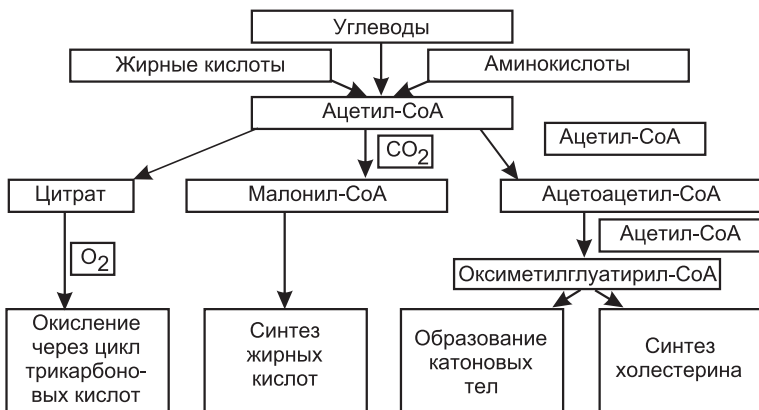 Углеводы
Жирные кислоты
Аминокислоты
Ацетил-СоА
Ацетил-СоА
CO2
Цитрат
Малонил-СоА
Ацетоацетил-СоА
O2
Ацетил-СоА
Оксиметилглуатирил-СоА
Окисление
через цикл
трикарбоно-
вых кислот
Синтез
жирных
кислот
Образование
катоновых
тел
Синтез
холестерина